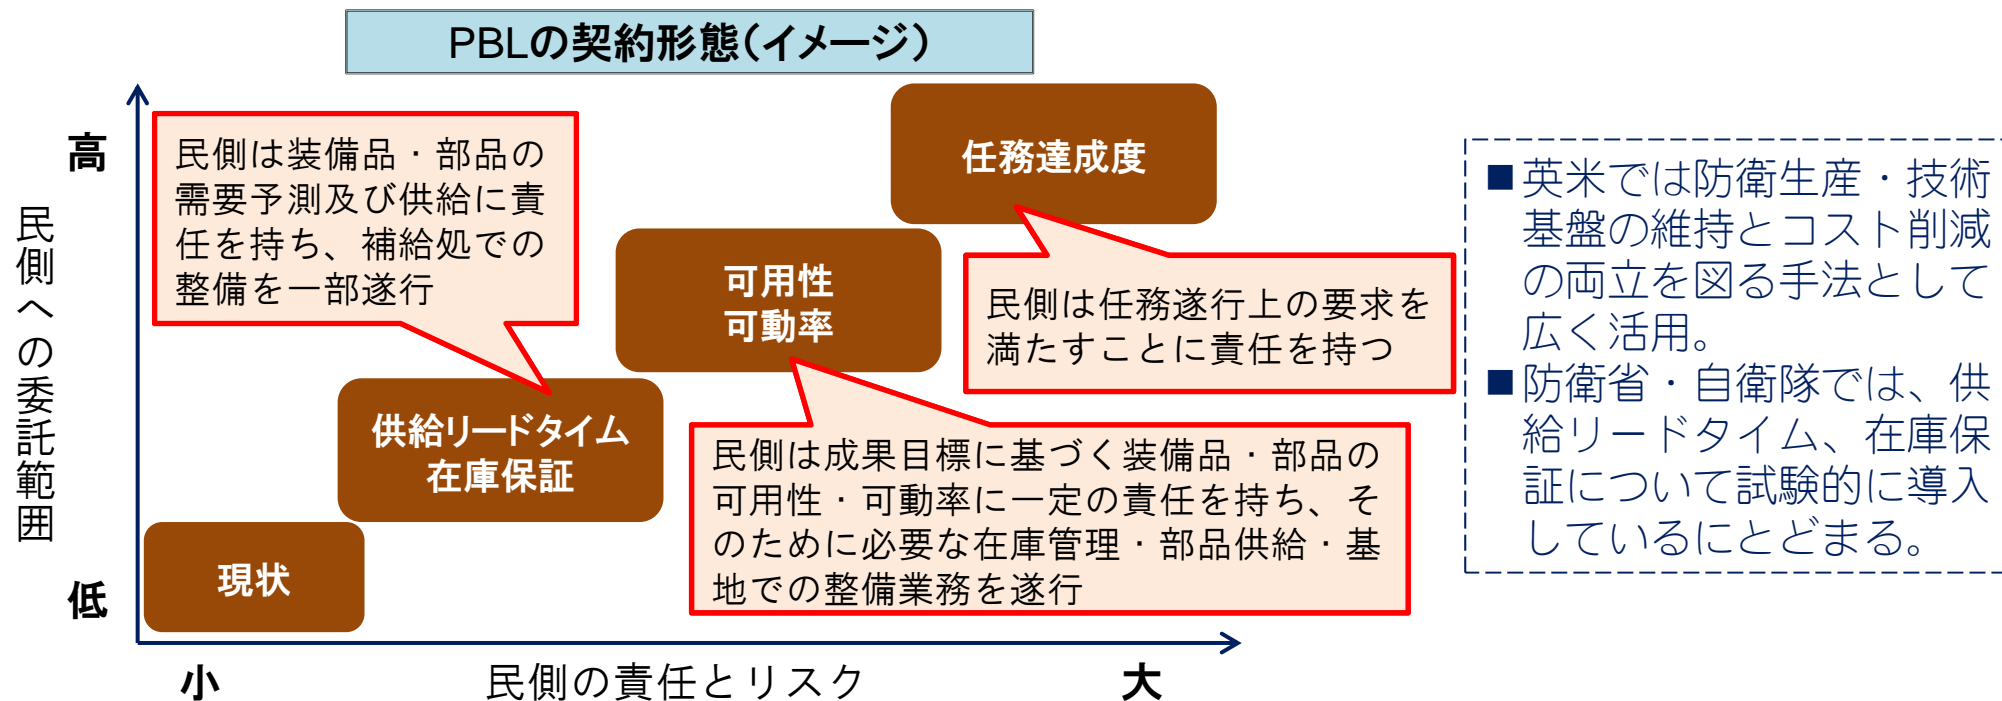 PBLの契約形態（イメージ）
高
民側への委託範囲
低
民側は装備品・部品の
需要予測及び供給に責
任を持ち、補給処での
整備を一部遂行
任務達成度
可用性
可動率
民側は任務遂行上の要求を
満たすことに責任を持つ
供給リードタイム
在庫保証
民側は成果目標に基づく装備品・部品の
可用性・可動率に一定の責任を持ち、そ
のために必要な在庫管理・部品供給・基
地での整備業務を遂行
現状
小
民側の責任とリスク
大
■英米では防衛生産・技術
基盤の維持とコスト削減
の両立を図る手法として
広く活用。
■防衛省・自衛隊では、供
給リードタイム、在庫保
証について試験的に導入
しているにとどまる。